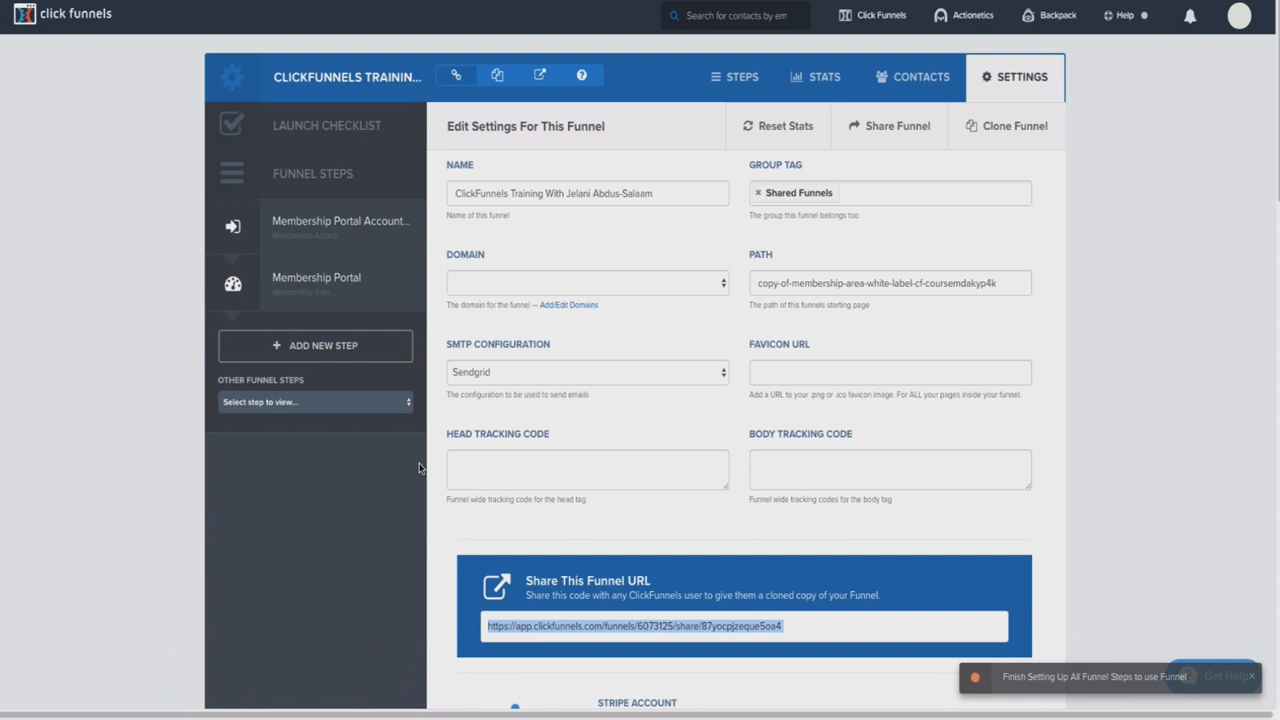 click funnels
Search for contacts by em
Click Funnels
Actionetics
Backpack
Help
CLICKFUNNELS TRAININ...
STEPS
STATS
CONTACTS
SETTINGS
LAUNCH CHECKLIST
FUNNEL STEPS
Membership Portal Account...
Membership Access
Membership Portal
Membership Area
+ ADD NEW STEP
OTHER FUNNEL STEPS
Select step to view...
Edit Settings For This Funnel
Reset Stats
Share Funnel
Clone Funnel
NAME
ClickFunnels Training With Jelani Abdus-Salaam
Name of this funnel
GROUP TAG
× Shared Funnels
The group this funnel belongs too
DOMAIN
The domain for the funnel -- Add/Edit Domains
PATH
copy-of-membership-area-white-label-cf-coursemdakyp4k
The path of this funnels starting page
SMTP CONFIGURATION
Sendgrid
The configuration to be used to send emails
FAVICON URL
Add a URL to your .png or .ico favicon image. For ALL your pages inside your funnel.
HEAD TRACKING CODE
Funnel wide tracking code for the head tag
BODY TRACKING CODE
Funnel wide tracking codes for the body tag
Share This Funnel URL
Share this code with any ClickFunnels user to give them a cloned copy of your Funnel.
https://app.clickfunnels.com/funnels/6073125/share/87yocpjzeque5oa4
STRIPE ACCOUNT
Finish Setting Up All Funnel Steps to use Funnel
Get Help ×